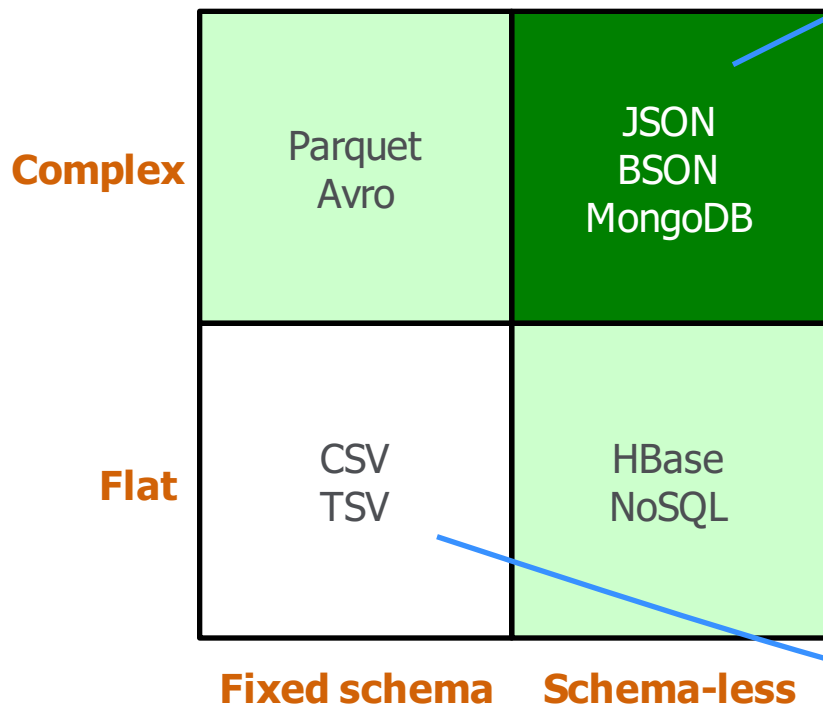 Complex
Parquet
Avro
JSON
BSON
MongoDB
Flat
CSV
TSV
HBase
NoSQL
Fixed schema
Schema-less